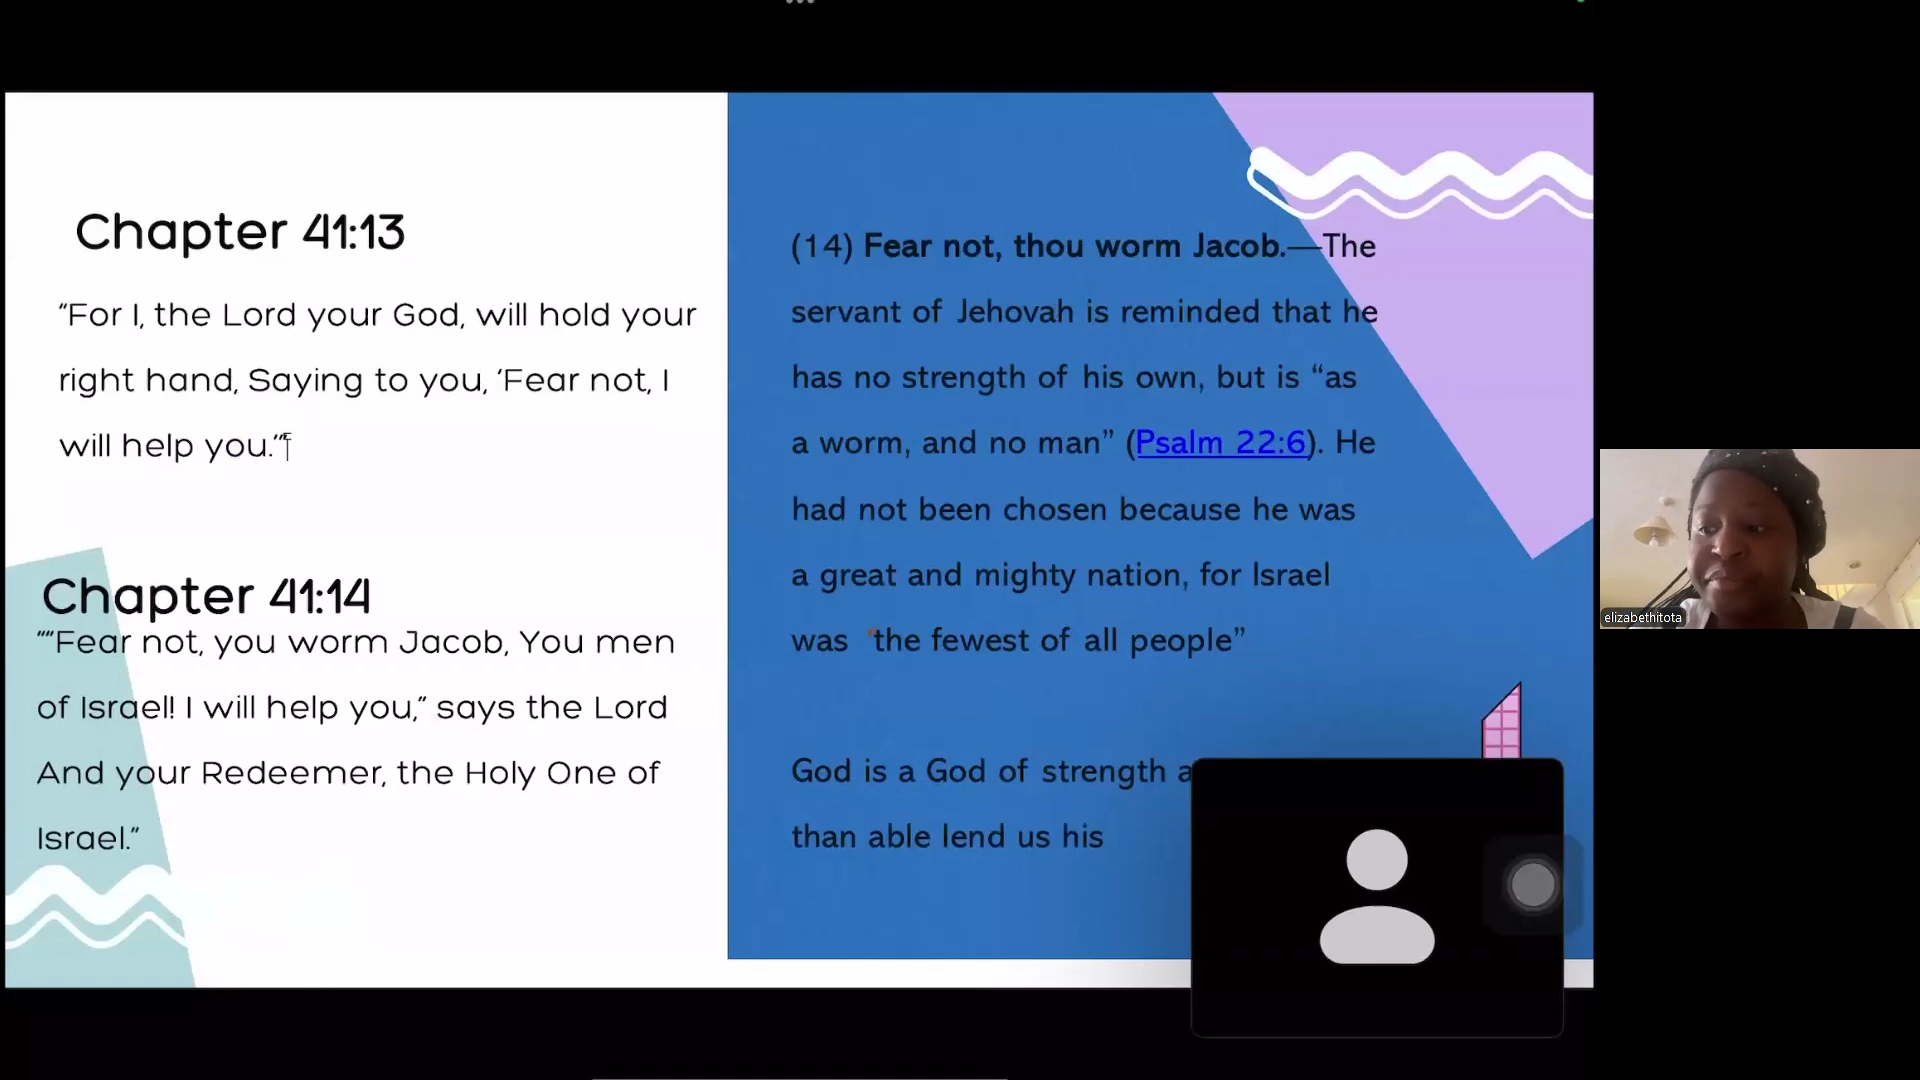 Chapter 41:13
“For I, the Lord your God, will hold your
right hand, Saying to you, ‘Fear not, I
will help you.’”
Chapter 41:14
““Fear not, you worm Jacob, You men
of Israel! I will help you,” says the Lord
And your Redeemer, the Holy One of
Israel.”
(14) Fear not, thou worm Jacob.—The
servant of Jehovah is reminded that he
has no strength of his own, but is “as
a worm, and no man” (Psalm 22:6). He
had not been chosen because he was
a great and mighty nation, for Israel
was “the fewest of all people”
God is a God of strength
than able lend us his
elizabethitota